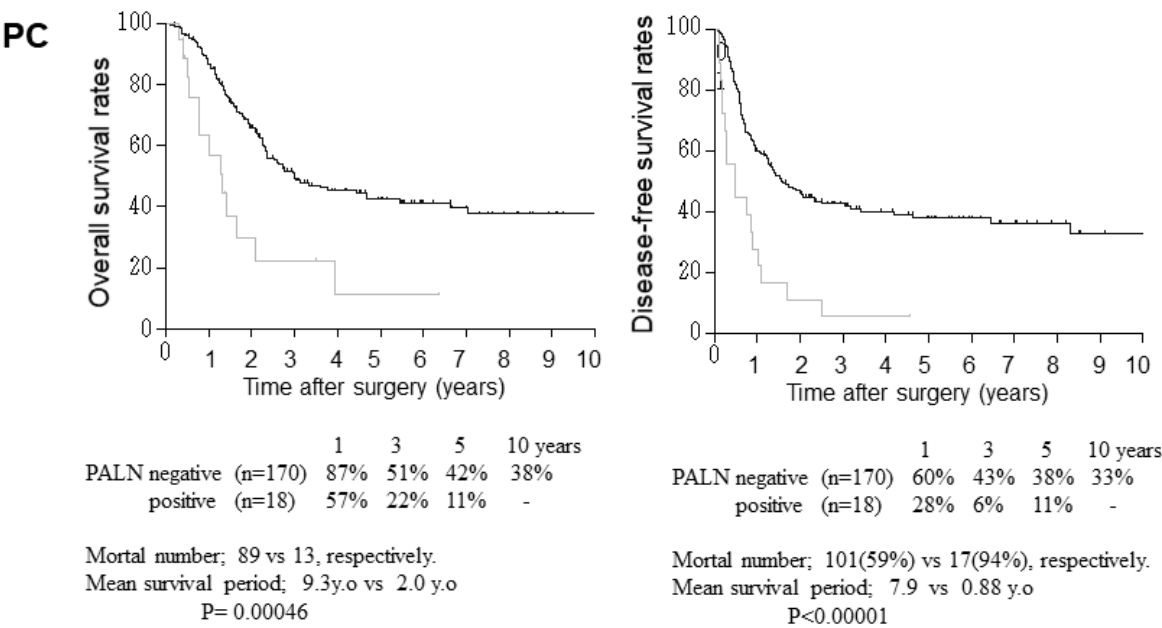 PC
Overall survival rates
100
80
60
40
20
0
0 1 2 3 4 5 6 7 8 9 10
Time after surgery (years)
1 3 5 10 years
PALN negative (n=170) 87% 51% 42% 38%
positive (n=18) 57% 22% 11% -
Mortal number; 89 vs 13, respectively.
Mean survival period; 9.3y.o vs 2.0 y.o
P= 0.00046
Disease-free survival rates
100
80
60
40
20
0
0
0 1 2 3 4 5 6 7 8 9 10
Time after surgery (years)
1 3 5 10 years
PALN negative (n=170) 60% 43% 38% 33%
positive (n=18) 28% 6% 11% -
Mortal number; 101(59%) vs 17(94%), respectively.
Mean survival period; 7.9 vs 0.88 y.o
P<0.00001